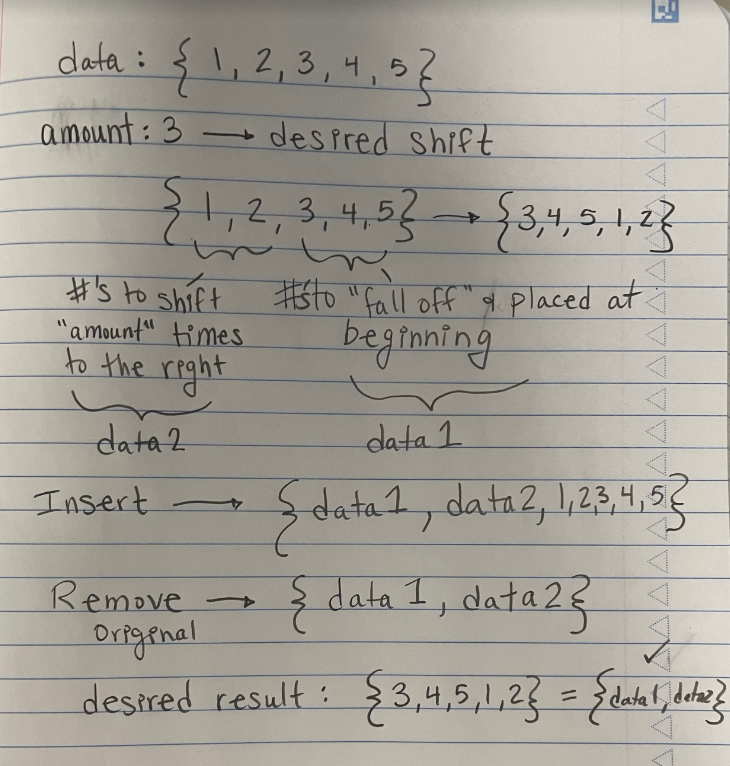 data : { 1, 2, 3, 4, 5 }
amount: 3 → desired shift
{ 1, 2, 3, 4, 5 } → { 3, 4, 5, 1, 2 }
#'s to shift #'s to "fall off" & placed at
"amount" times beginning
to the right
data 2 data 1
Insert → { data 1, data 2, 1, 2, 3, 4, 5 }
Remove → { data 1, data 2 }
original
desired result : { 3, 4, 5, 1, 2 } = { data 1, data 2 }